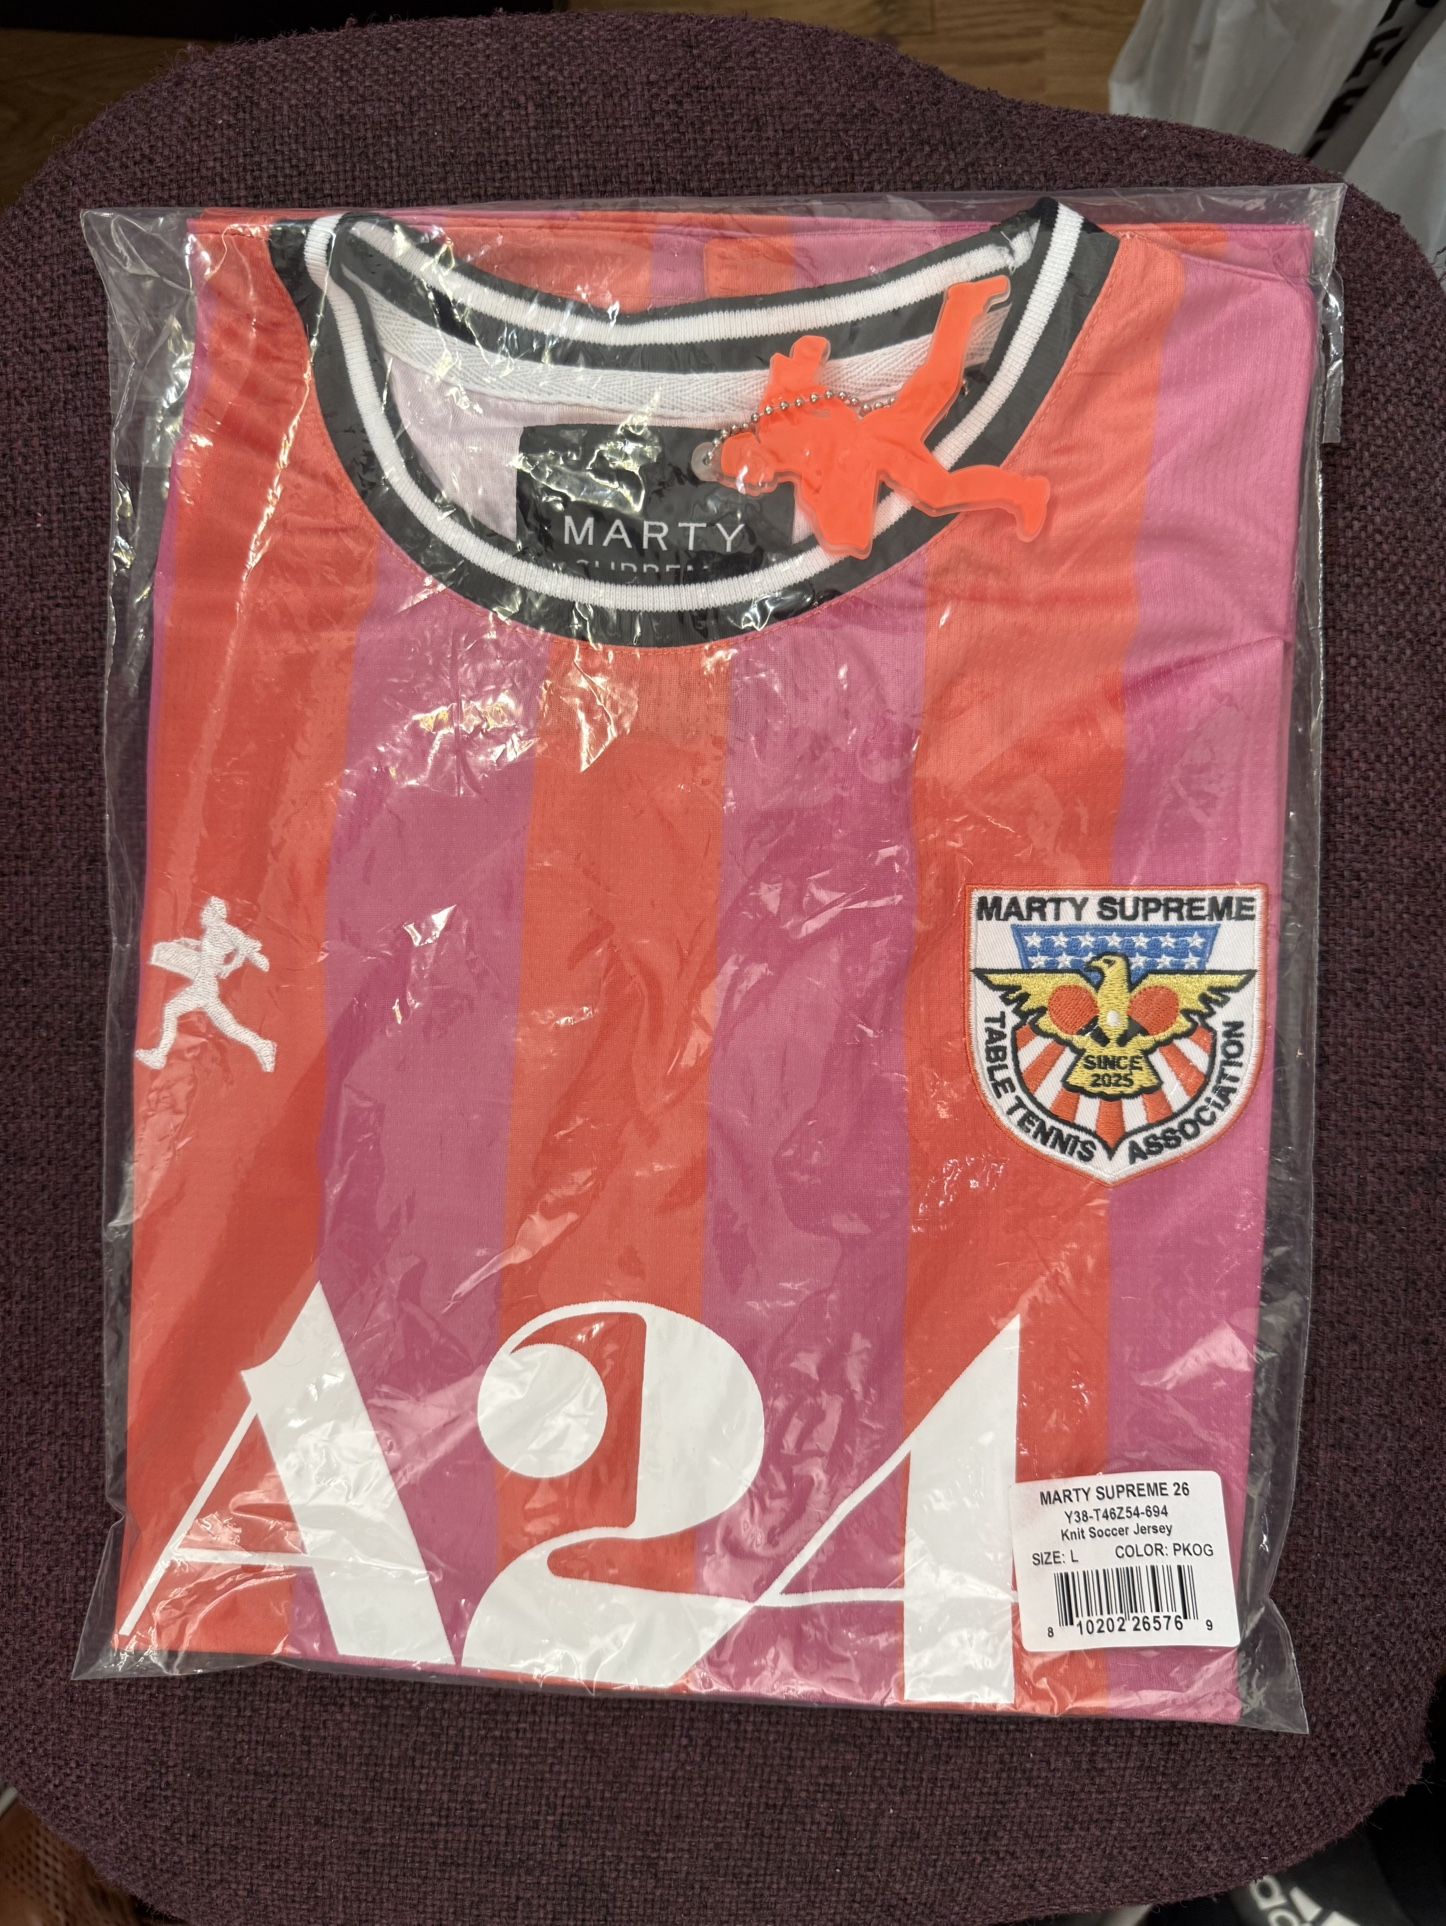 MARTY
SUPREME
MARTY SUPREME
TABLE TENNIS
ASSOCIATION
SINCE
2025
A24
MARTY SUPREME 26
Y38-T46Z54-694
Knit Soccer Jersey
SIZE: L COLOR: PKOG
8 10202 26576 9